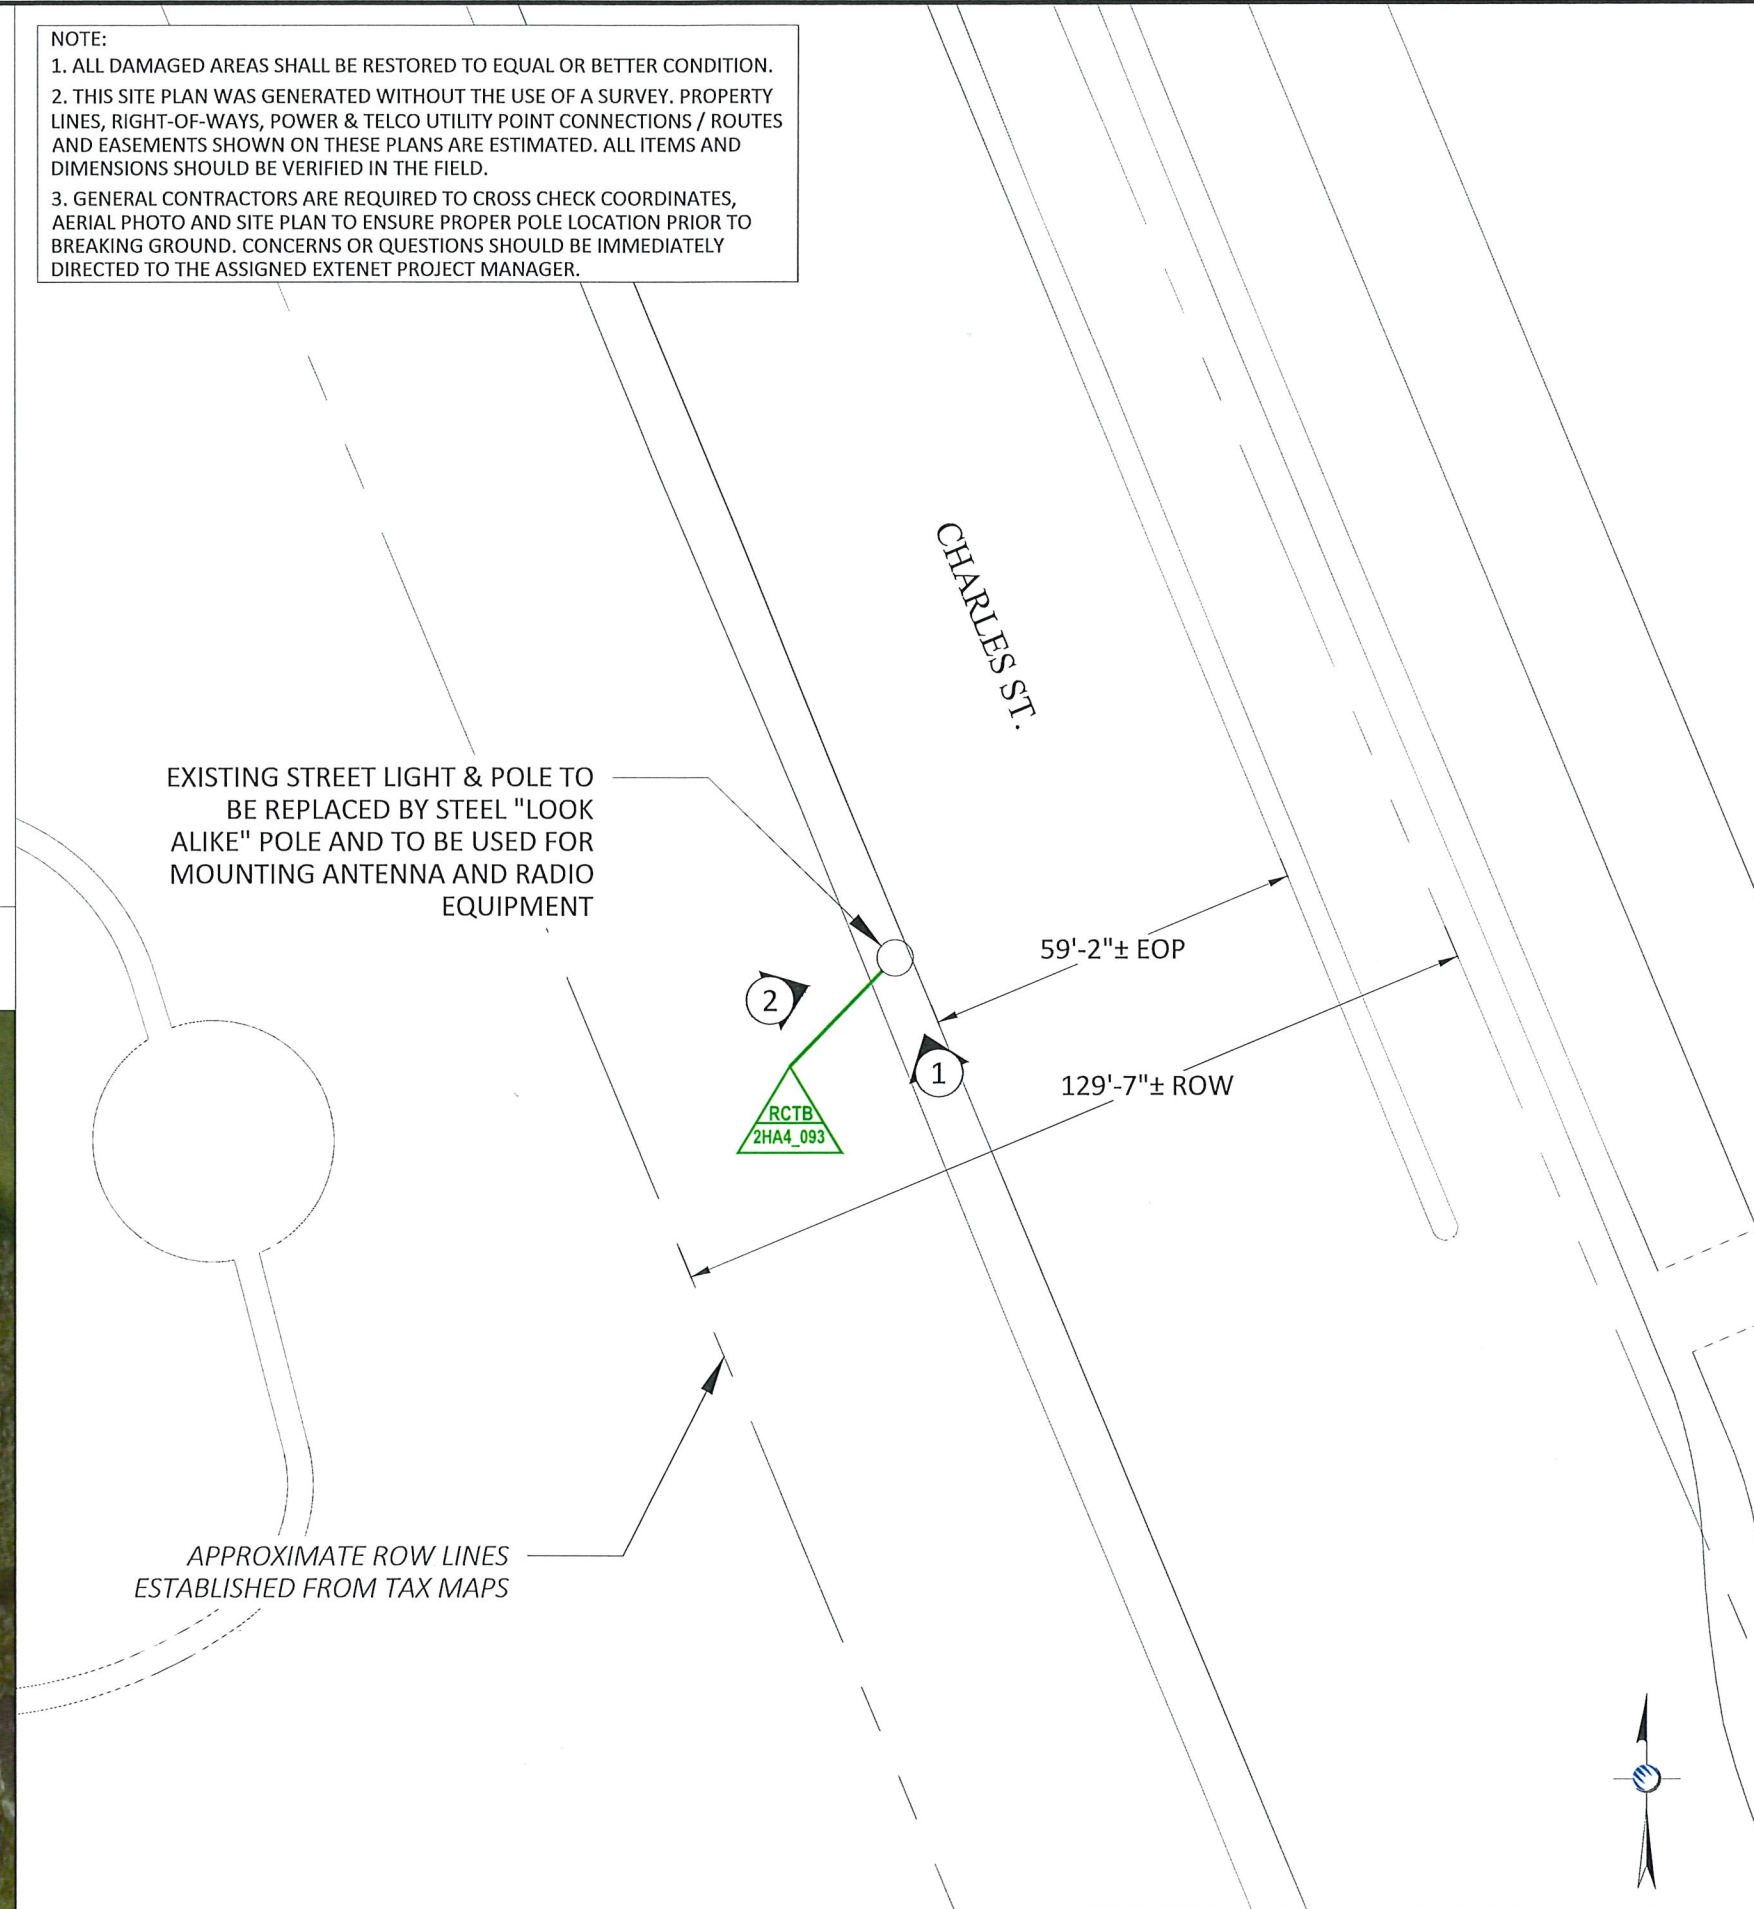 NOTE:
1. ALL DAMAGED AREAS SHALL BE RESTORED TO EQUAL OR BETTER CONDITION.
2. THIS SITE PLAN WAS GENERATED WITHOUT THE USE OF A SURVEY. PROPERTY
LINES, RIGHT-OF-WAYS, POWER & TELCO UTILITY POINT CONNECTIONS / ROUTES
AND EASEMENTS SHOWN ON THESE PLANS ARE ESTIMATED. ALL ITEMS AND
DIMENSIONS SHOULD BE VERIFIED IN THE FIELD.
3. GENERAL CONTRACTORS ARE REQUIRED TO CROSS CHECK COORDINATES,
AERIAL PHOTO AND SITE PLAN TO ENSURE PROPER POLE LOCATION PRIOR TO
BREAKING GROUND. CONCERNS OR QUESTIONS SHOULD BE IMMEDIATELY
DIRECTED TO THE ASSIGNED EXTENET PROJECT MANAGER.
CHARLES ST.
EXISTING STREET LIGHT & POLE TO
BE REPLACED BY STEEL "LOOK
ALIKE" POLE AND TO BE USED FOR
MOUNTING ANTENNA AND RADIO
EQUIPMENT
59'-2"± EOP
2
1
129'-7"± ROW
RCTB
2HA4_093
APPROXIMATE ROW LINES
ESTABLISHED FROM TAX MAPS